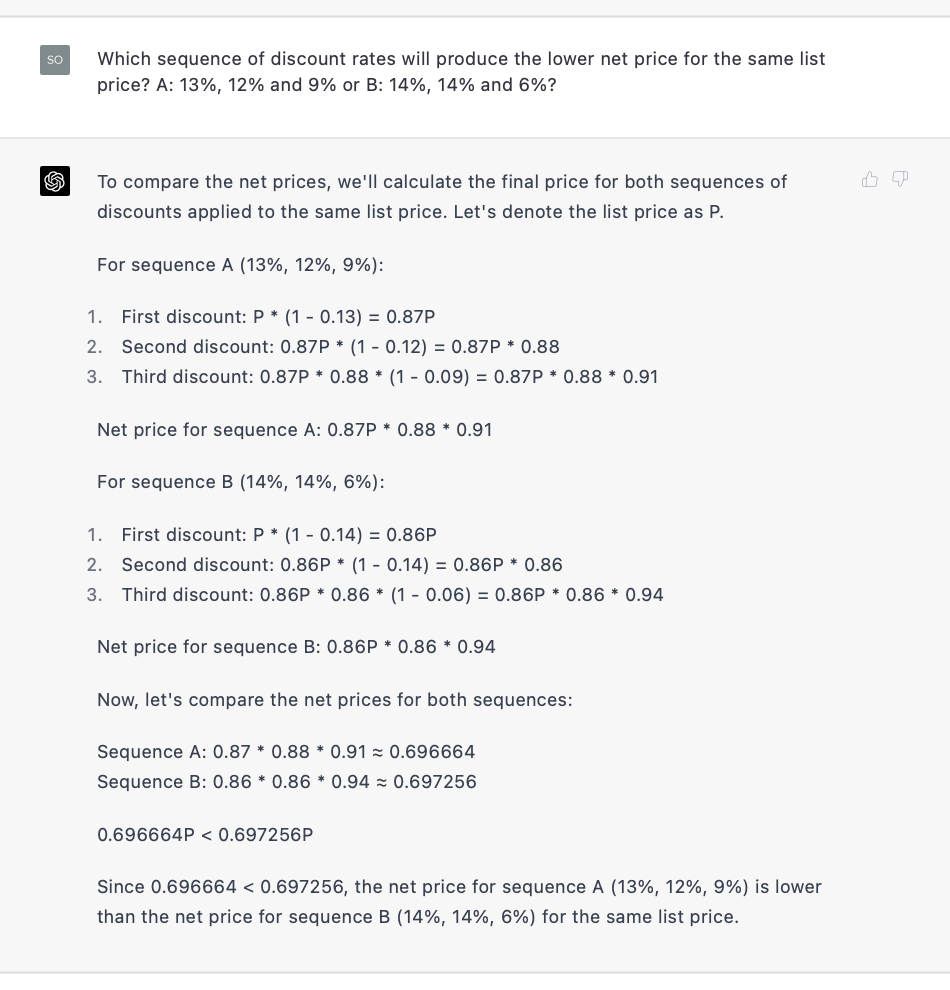 SO
Which sequence of discount rates will produce the lower net price for the same list
price? A: 13%, 12% and 9% or B: 14%, 14% and 6%?
To compare the net prices, we'll calculate the final price for both sequences of
discounts applied to the same list price. Let's denote the list price as P.
For sequence A (13%, 12%, 9%):
1. First discount: P * (1 - 0.13) = 0.87P
2. Second discount: 0.87P * (1 - 0.12) = 0.87P * 0.88
3. Third discount: 0.87P * 0.88 * (1 - 0.09) = 0.87P * 0.88 * 0.91
Net price for sequence A: 0.87P * 0.88 * 0.91
For sequence B (14%, 14%, 6%):
1. First discount: P * (1 - 0.14) = 0.86P
2. Second discount: 0.86P * (1 - 0.14) = 0.86P * 0.86
3. Third discount: 0.86P * 0.86 * (1 - 0.06) = 0.86P * 0.86 * 0.94
Net price for sequence B: 0.86P * 0.86 * 0.94
Now, let's compare the net prices for both sequences:
Sequence A: 0.87 * 0.88 * 0.91 ≈ 0.696664
Sequence B: 0.86 * 0.86 * 0.94 ≈ 0.697256
0.696664P < 0.697256P
Since 0.696664 < 0.697256, the net price for sequence A (13%, 12%, 9%) is lower
than the net price for sequence B (14%, 14%, 6%) for the same list price.